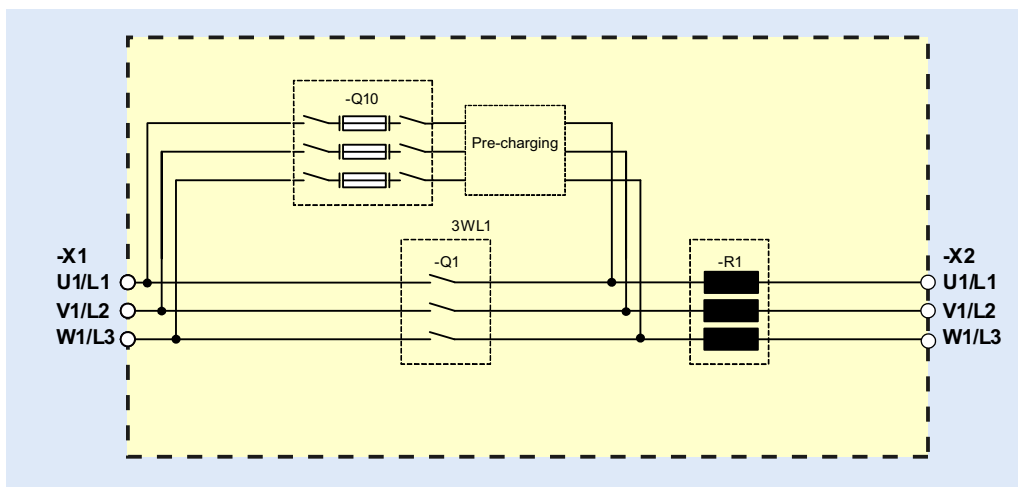 -Q10
Pre-charging
3WL1
-Q1
-R1
-X1
U1/L1
V1/L2
W1/L3
-X2
U1/L1
V1/L2
W1/L3